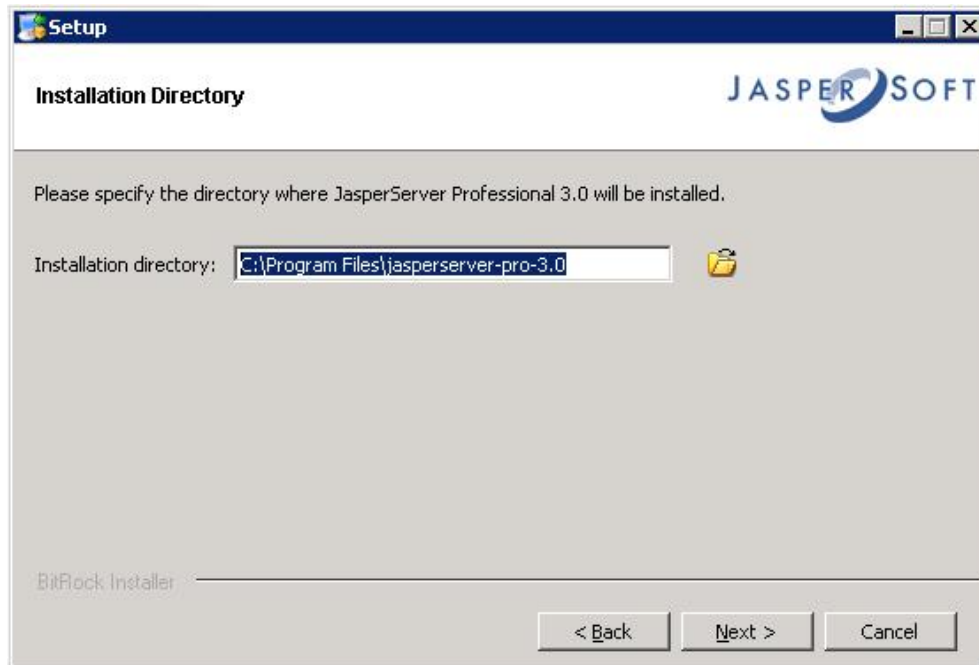 Setup
Installation Directory
JASPERSOFT
Please specify the directory where JasperServer Professional 3.0 will be installed.
Installation directory: C:\Program Files\jasperserver-pro-3.0
BitRock Installer
< Back Next > Cancel